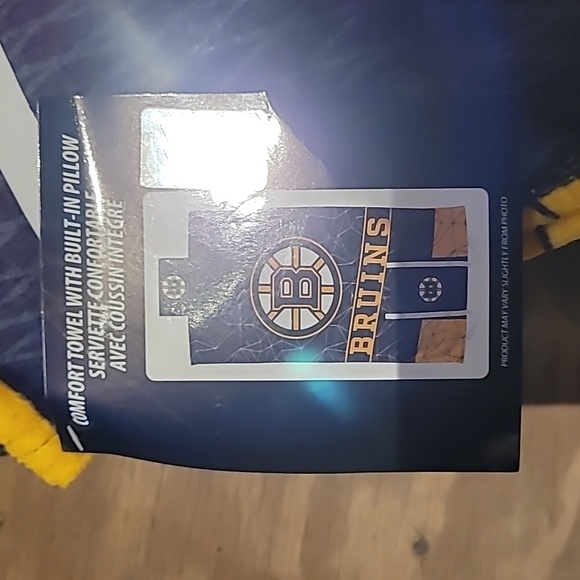 COMFORT TOWEL WITH BUILT-IN PILLOW
SERVIETTE CONFORTABLE
AVEC COUSSIN INTÉGRÉ
B
BRUINS
PRODUCT MAY VARY SLIGHTLY FROM PHOTO